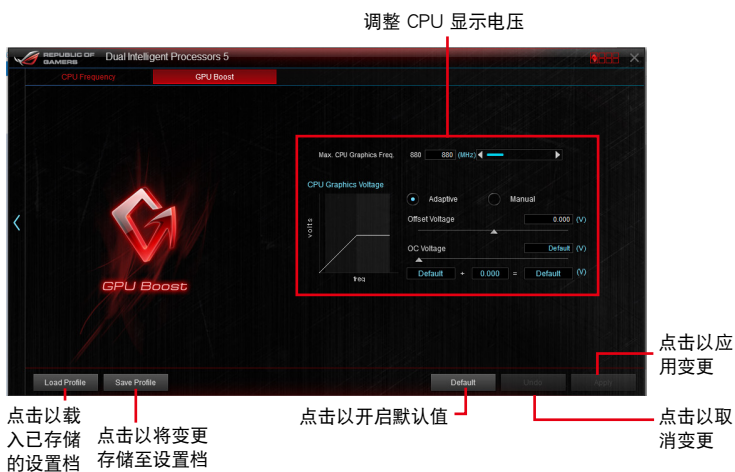 调整 CPU 显示电压
REPUBLIC OF
GAMERS
Dual Intelligent Processors 5
CPU Frequency
GPU Boost
Max. CPU Graphics Freq. 880 880 (MHz)
CPU Graphics Voltage
Adaptive Manual
volts
Offset Voltage 0.000 (V)
OC Voltage Default (V)
freq
Default + 0.000 = Default (V)
GPU Boost
Load Profile
Save Profile
Default
Undo
Apply
点击以应
用变更
点击以载
入已存储
的设置档
点击以将变更
存储至设置档
点击以开启默认值
点击以取
消变更